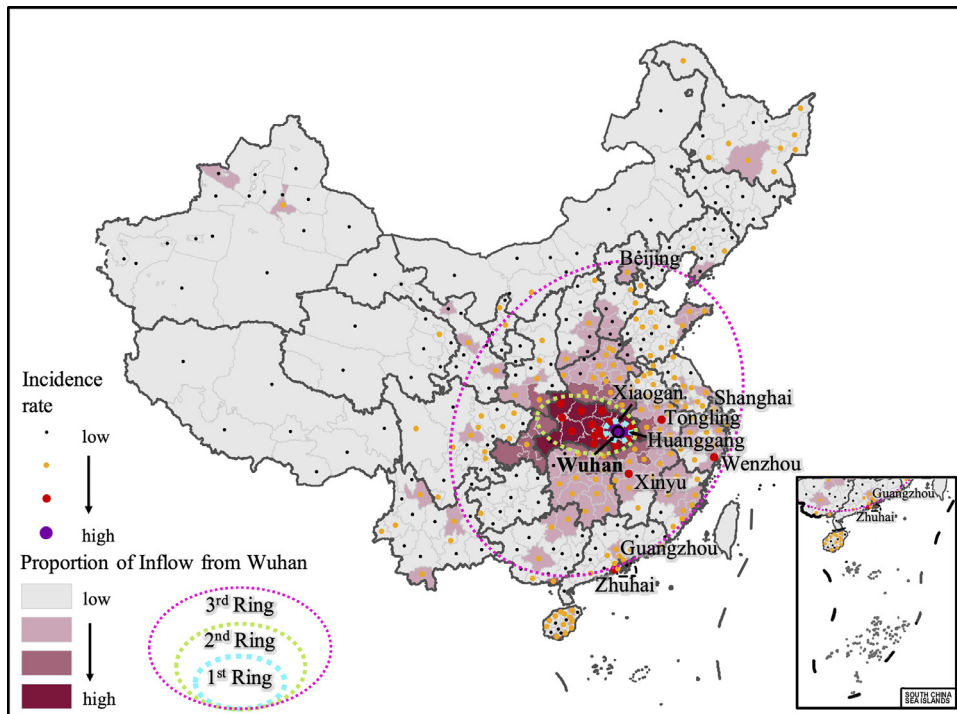 Beijing
Xiaogan
Shanghai
Tongling
Huanggang
Wuhan
Wenzhou
Xinyu
Guangzhou
Zhuhai
Incidence
rate
low
high
Proportion of Inflow from Wuhan
low
high
3rd Ring
2nd Ring
1st Ring
Guangzhou
Zhuhai
SOUTH CHINA
SEA ISLANDS